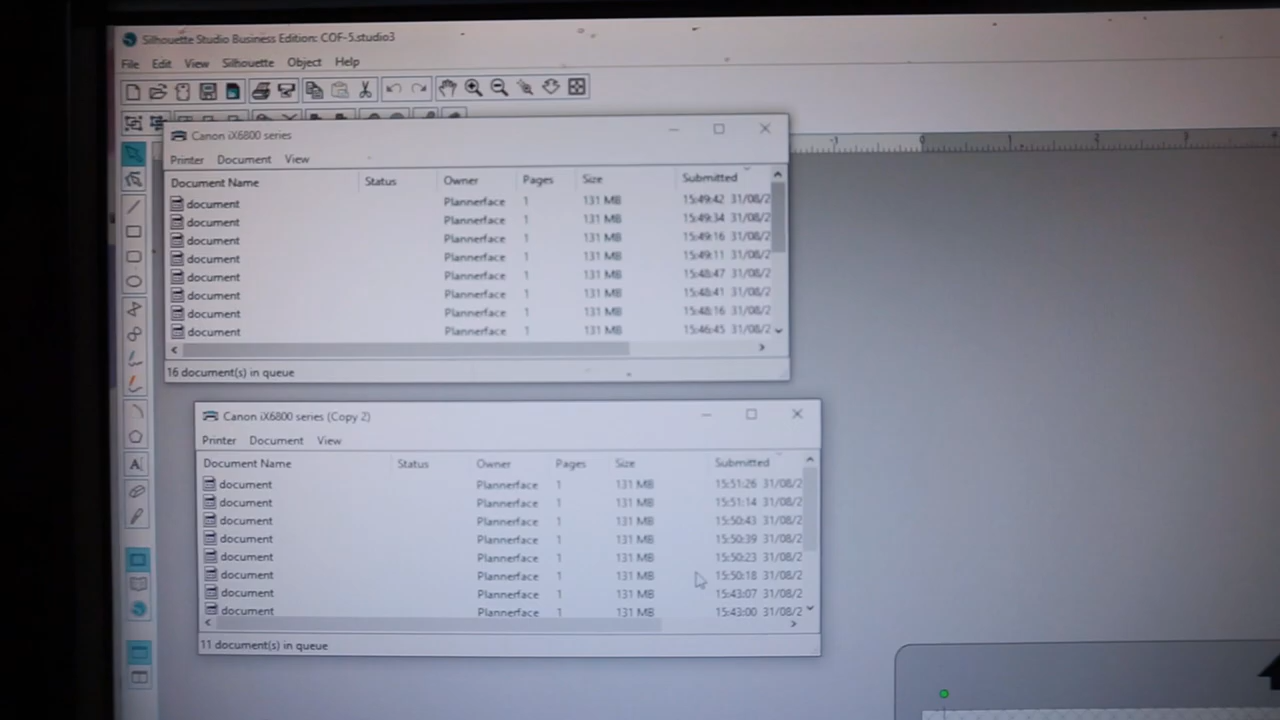 Silhouette Studio Business Edition: COF-5.studio3
File Edit View Silhouette Object Help
Canon iX6800 series
Printer Document View
Document Name Status Owner Pages Size Submitted
document Plannerface 1 131 MB 15:49:42 31/08/2
document Plannerface 1 131 MB 15:49:34 31/08/2
document Plannerface 1 131 MB 15:49:16 31/08/2
document Plannerface 1 131 MB 15:49:11 31/08/2
document Plannerface 1 131 MB 15:48:47 31/08/2
document Plannerface 1 131 MB 15:48:41 31/08/2
document Plannerface 1 131 MB 15:48:16 31/08/2
document Plannerface 1 131 MB 15:46:45 31/08/2
16 document(s) in queue
Canon iX6800 series (Copy 2)
Printer Document View
Document Name Status Owner Pages Size Submitted
document Plannerface 1 131 MB 15:51:26 31/08/2
document Plannerface 1 131 MB 15:51:14 31/08/2
document Plannerface 1 131 MB 15:50:43 31/08/2
document Plannerface 1 131 MB 15:50:39 31/08/2
document Plannerface 1 131 MB 15:50:23 31/08/2
document Plannerface 1 131 MB 15:50:18 31/08/2
document Plannerface 1 131 MB 15:43:07 31/08/2
document Plannerface 1 131 MB 15:43:00 31/08/2
11 document(s) in queue
-1 0 1 2 3 4
A